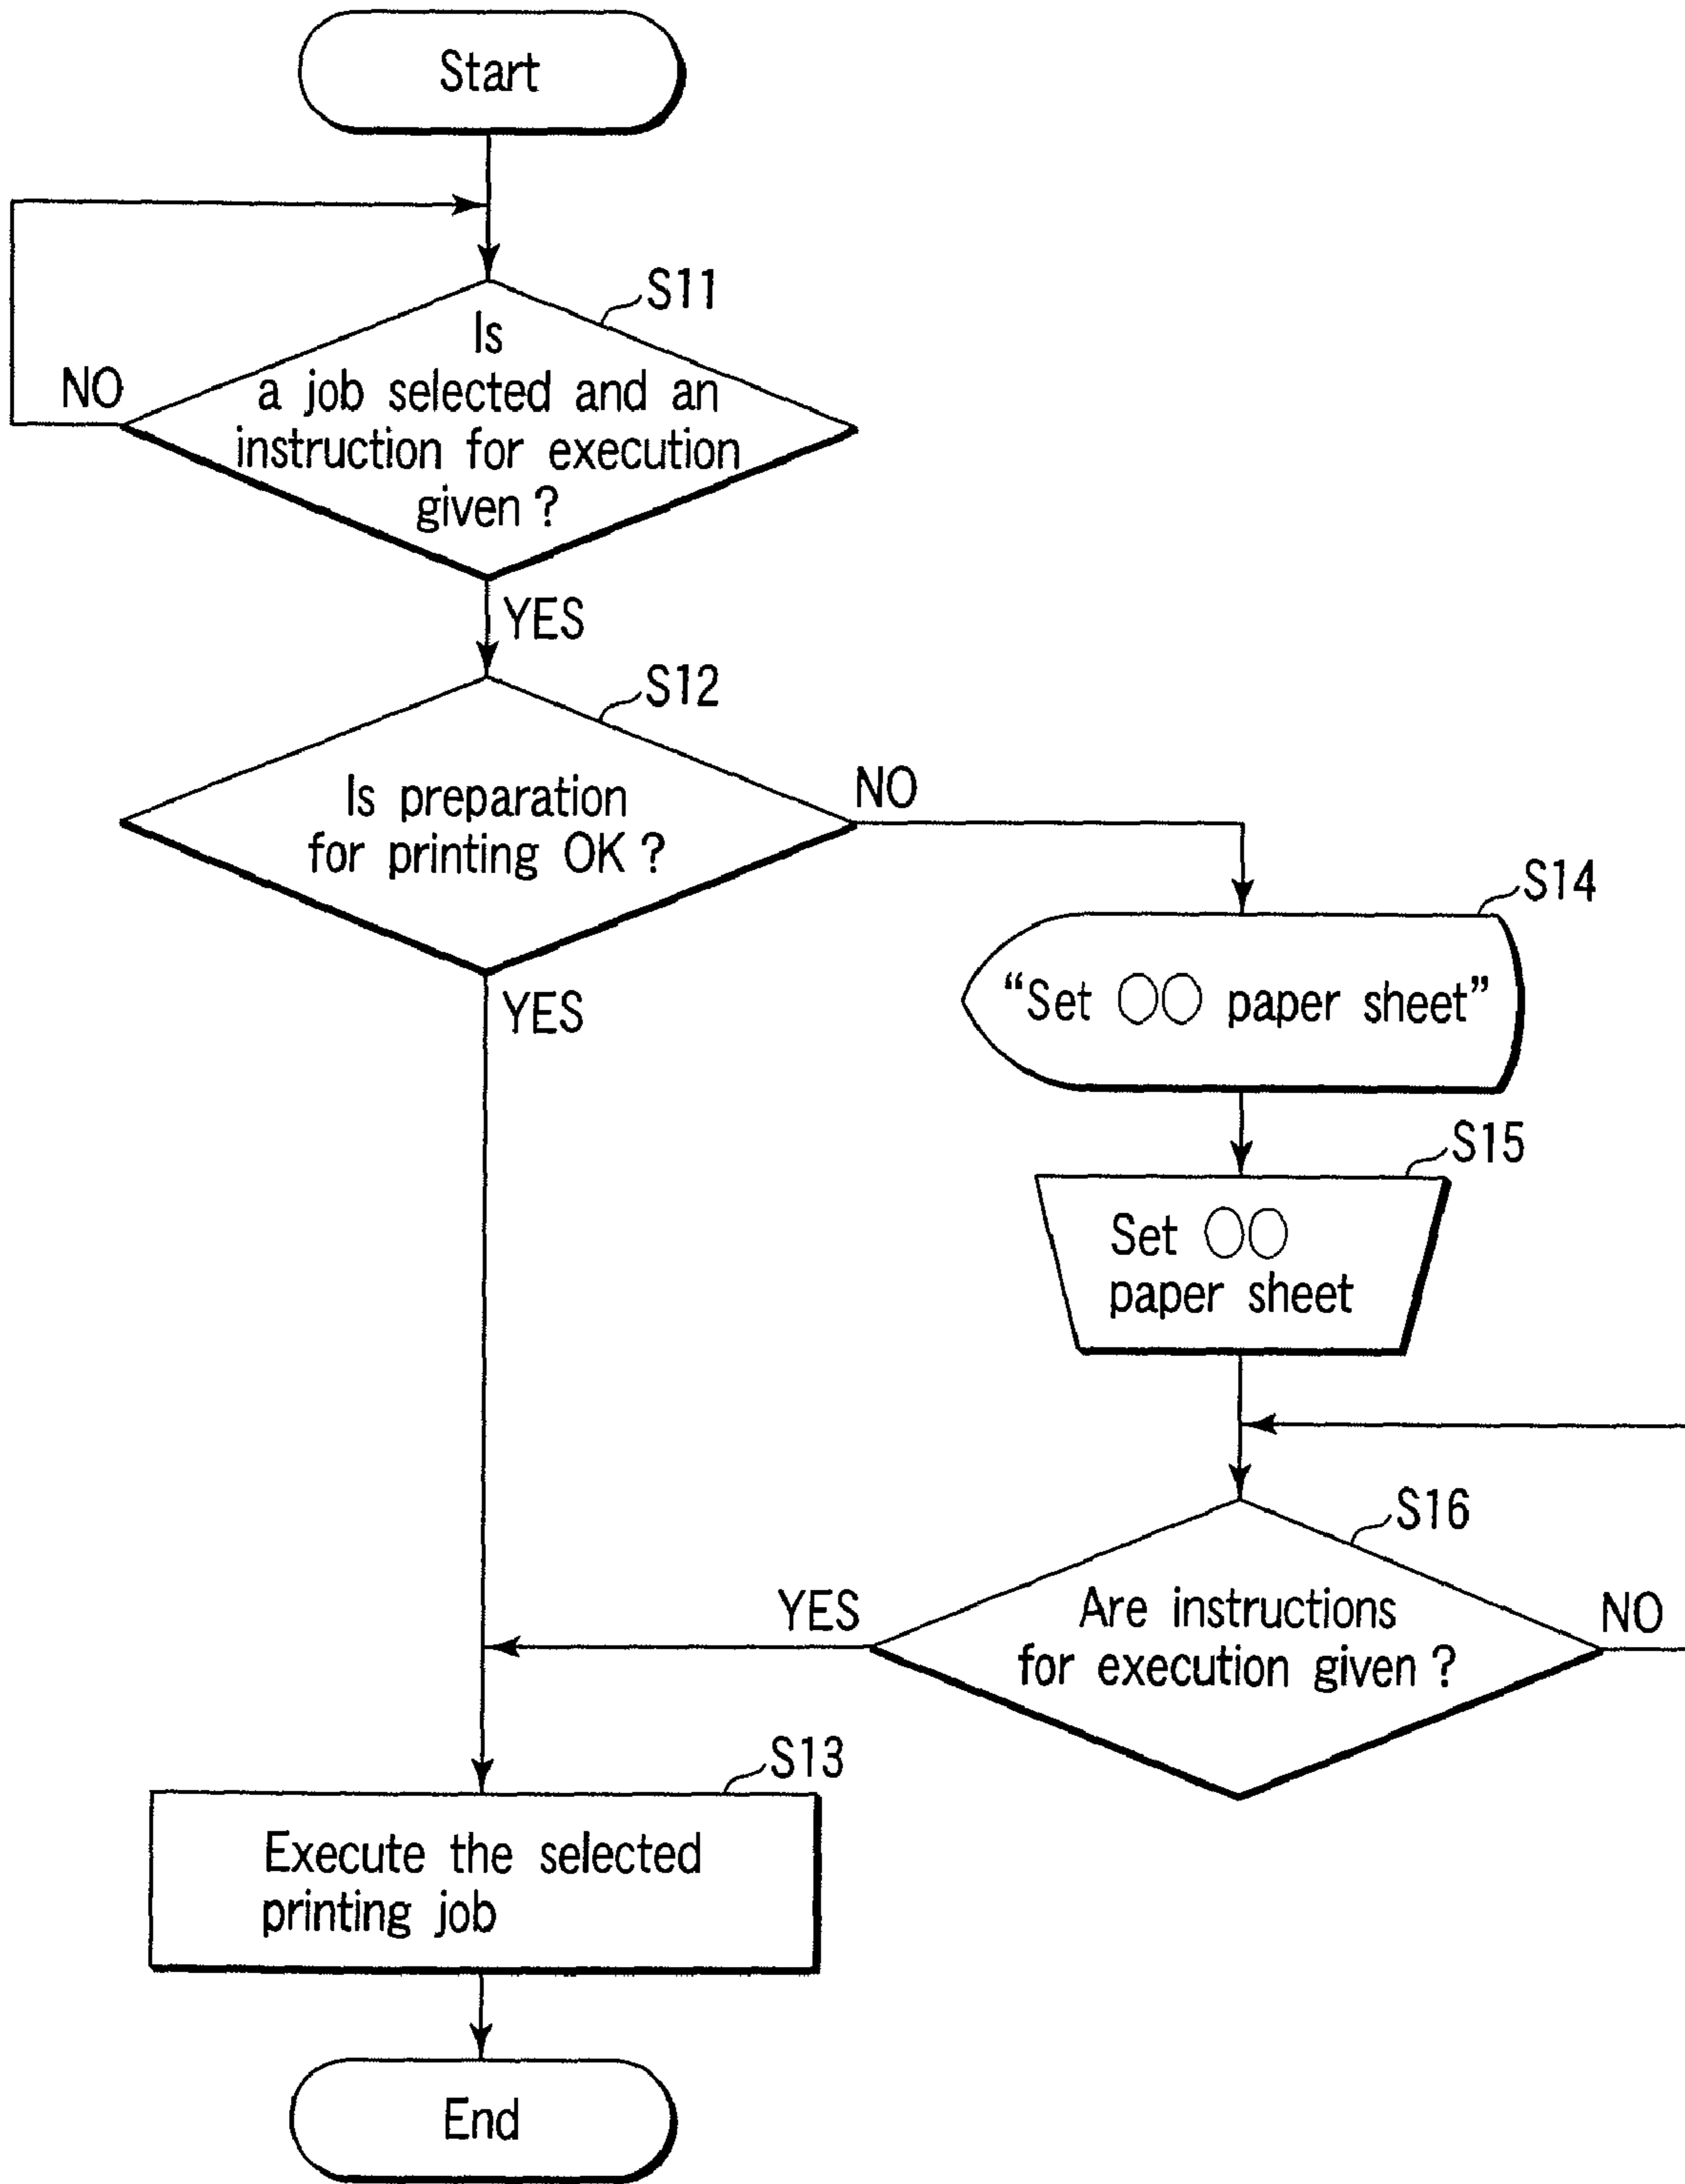 Start
S11
Is
a job selected and an
instruction for execution
given ?
NO
YES
S12
Is preparation
for printing OK ?
NO
YES
S14
“Set ○○ paper sheet”
S15
Set ○○
paper sheet
S16
Are instructions
for execution given ?
YES
NO
S13
Execute the selected
printing job
End